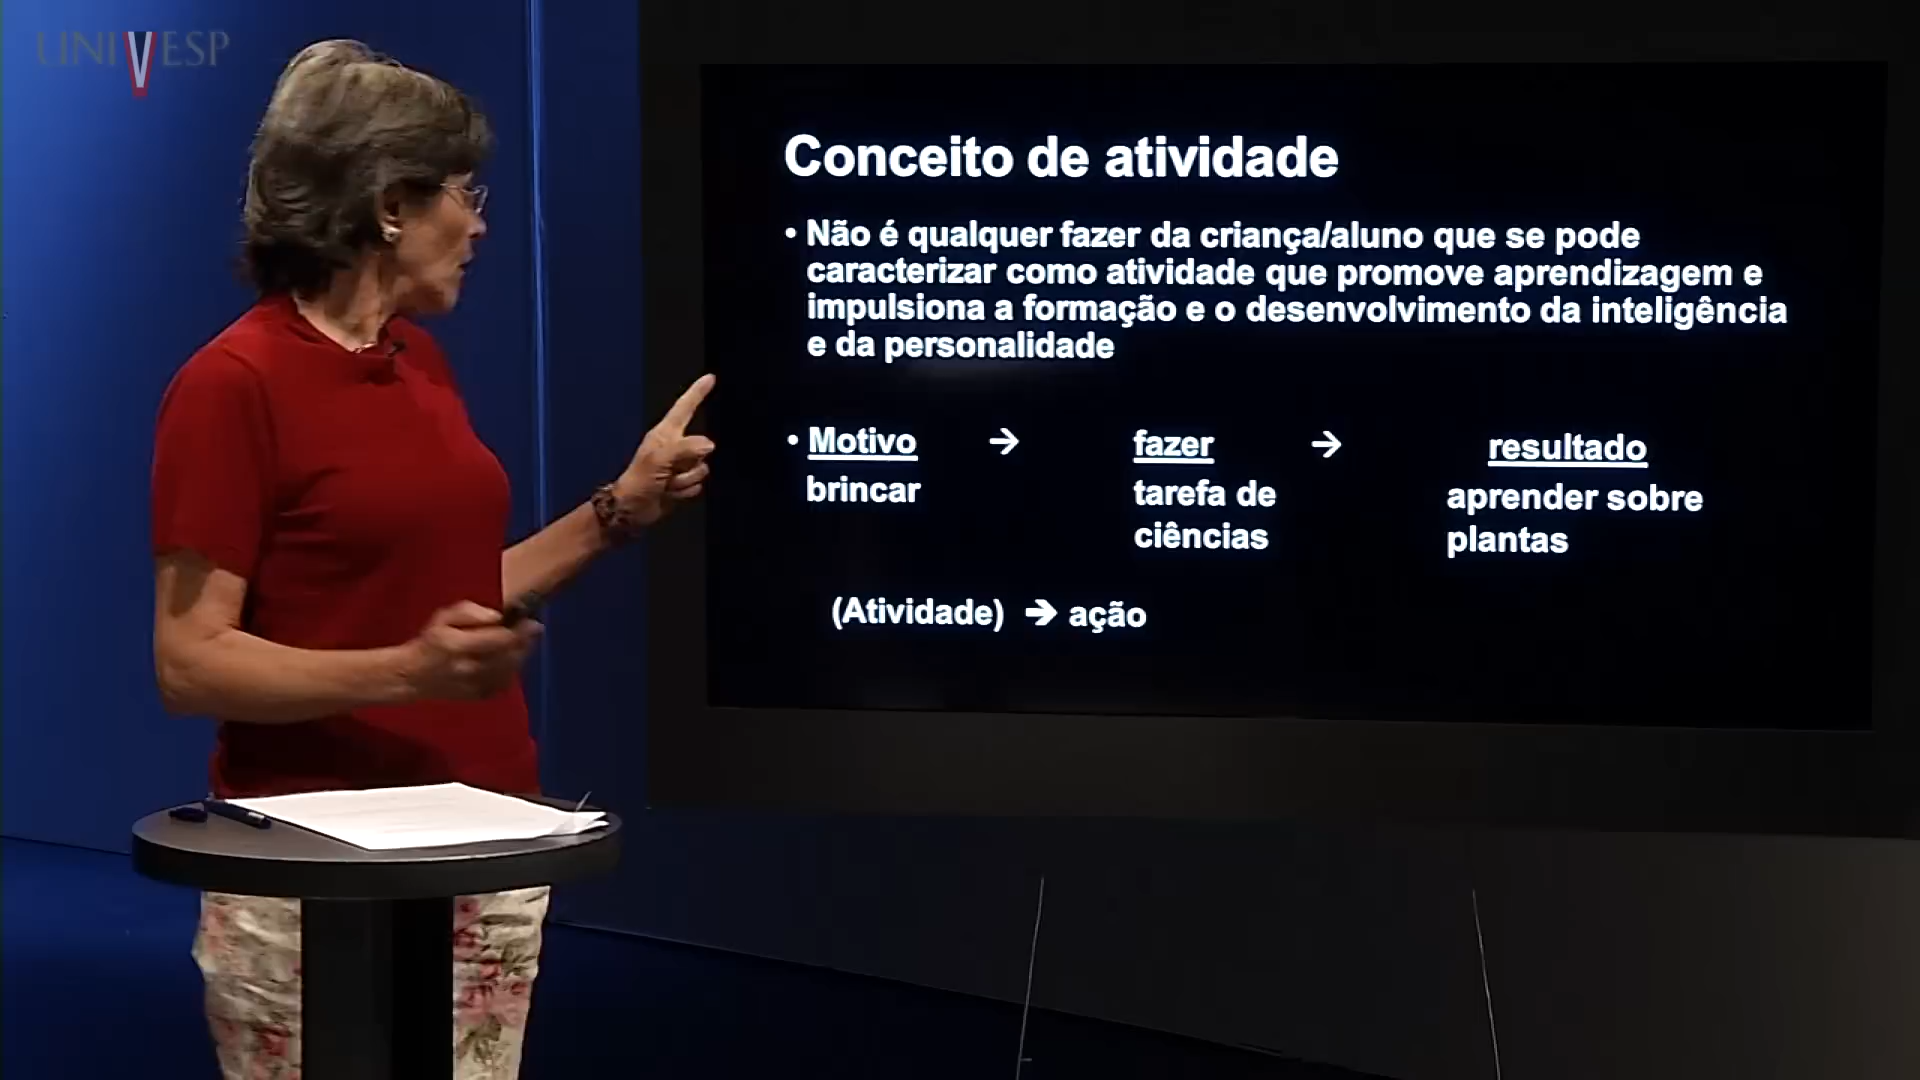 UNIVESP
Conceito de atividade
• Não é qualquer fazer da criança/aluno que se pode
caracterizar como atividade que promove aprendizagem e
impulsiona a formação e o desenvolvimento da inteligência
e da personalidade
• Motivo → fazer → resultado
brincar tarefa de aprender sobre
ciências plantas
(Atividade) → ação